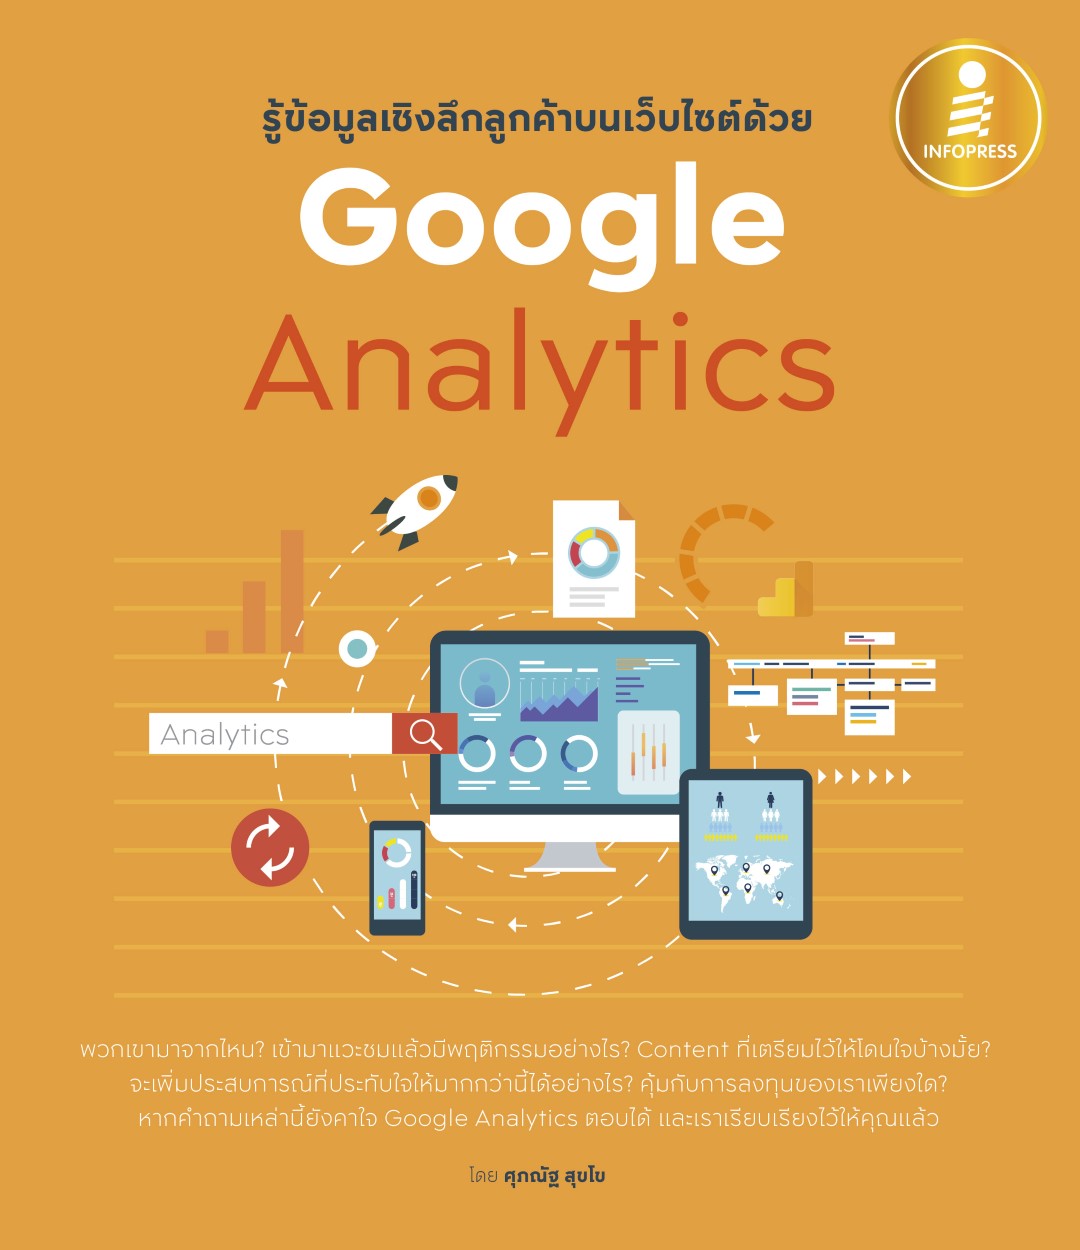 รู้ข้อมูลเชิงลึกลูกค้าบนเว็บไซต์ด้วย
INFOPRESS
Google
Analytics
Analytics
พวกเขามาจากไหน? เข้ามาแวะชมแล้วมีพฤติกรรมอย่างไร? Content ที่เตรียมไว้ให้โดนใจบ้างมั้ย?
จะเพิ่มประสบการณ์ที่ประทับใจให้มากกว่านี้ได้อย่างไร? คุ้มกับการลงทุนของเราเพียงใด?
หากคำถามเหล่านี้ยังคาใจ Google Analytics ตอบได้ และเราเรียบเรียงไว้ให้คุณแล้ว
โดย ศุภณัฐ สุขโข